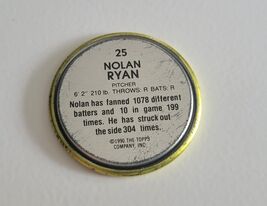 25
NOLAN
RYAN
PITCHER
6' 2" 210 lb. THROWS: R BATS: R
Nolan has fanned 1078 different
batters and 10 in game 199
times. He has struck out
the side 304 times.
©1990 THE TOPPS
COMPANY, INC.